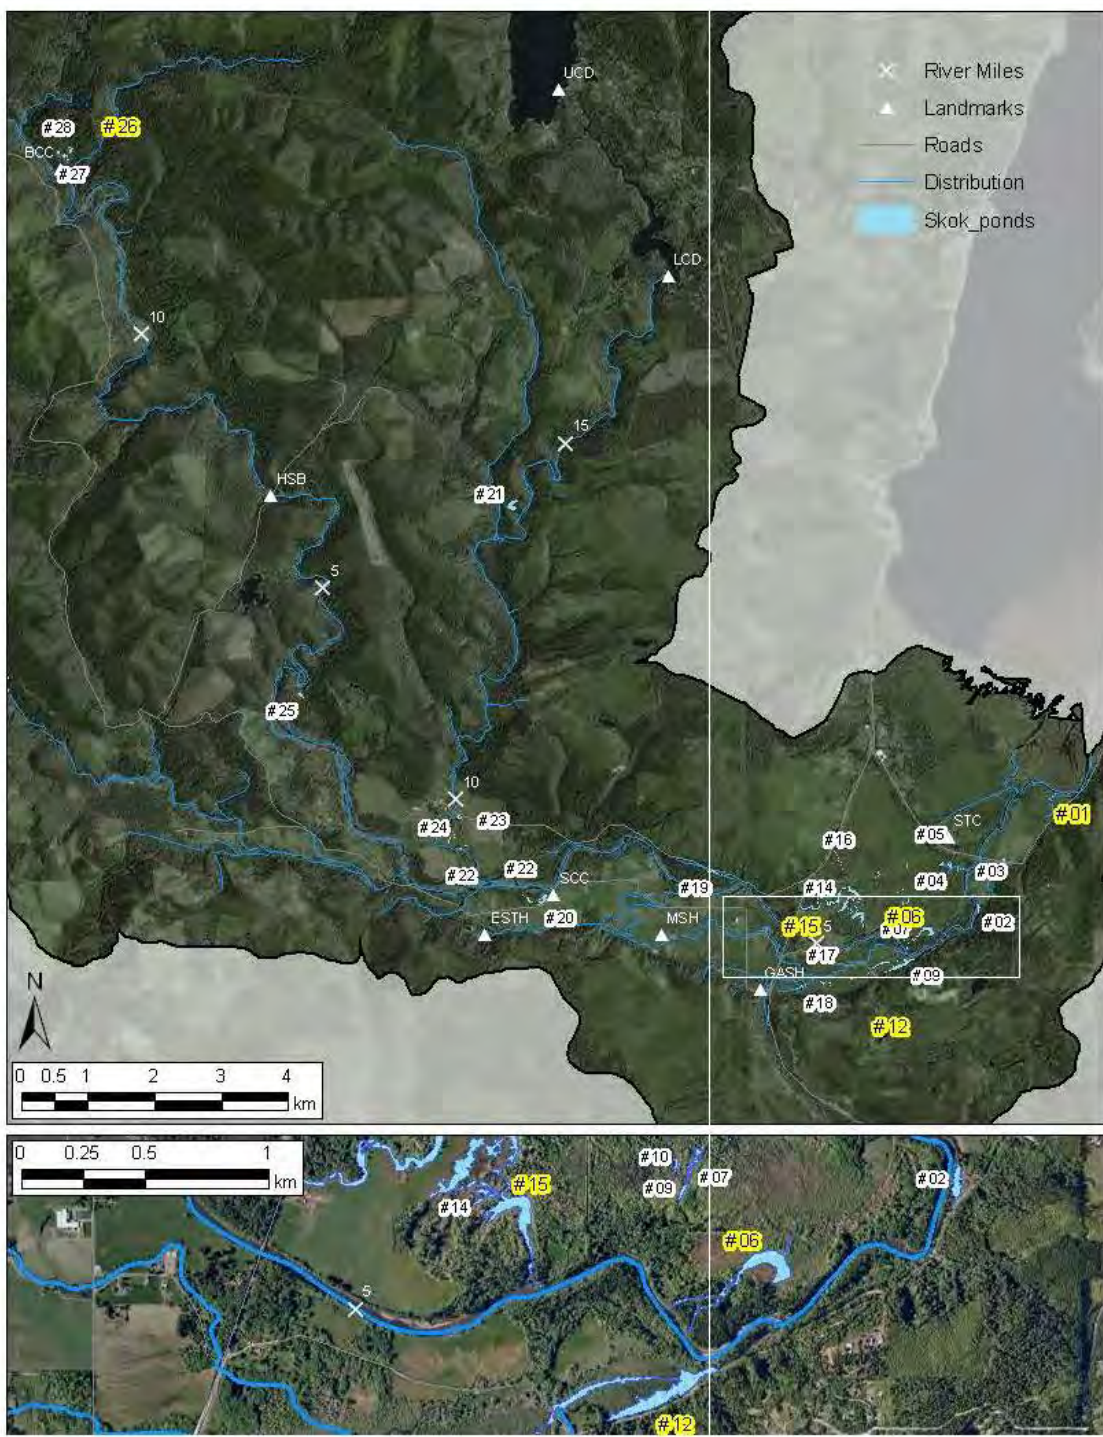 UCD
River Miles
Landmarks
Roads
Distribution
Skok_ponds
#28
#26
BCC
#27
LCD
10
15
HSB
#21
5
#25
10
#24
#23
#16
#05
STC
#01
#22
#22
SCC
#19
#14
#04
#03
ESTH
#20
MSH
#15
5
#06
#07
#02
#17
GASH
#09
#18
#12
N
0 0.5 1 2 3 4
km
0 0.25 0.5 1
km
#10
#09
#07
#02
#15
#14
#06
5
#12